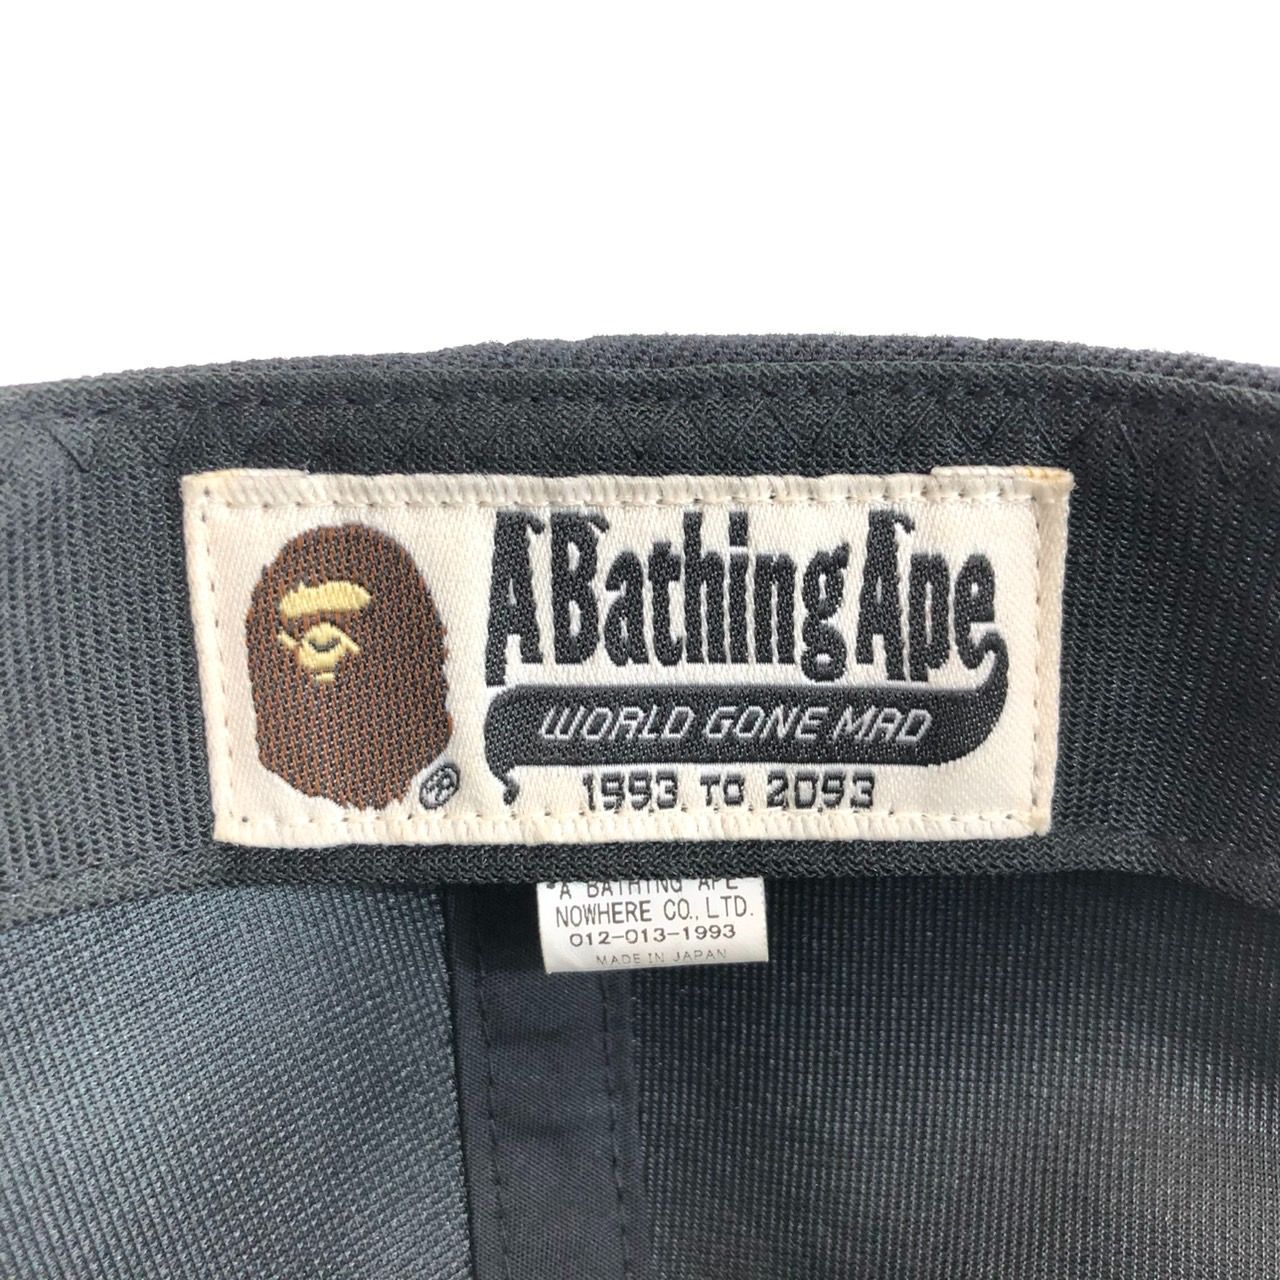 A Bathing Ape
WORLD GONE MAD
1993 TO 2093
®
A BATHING APE
NOWHERE CO., LTD.
012-013-1993
MADE IN JAPAN